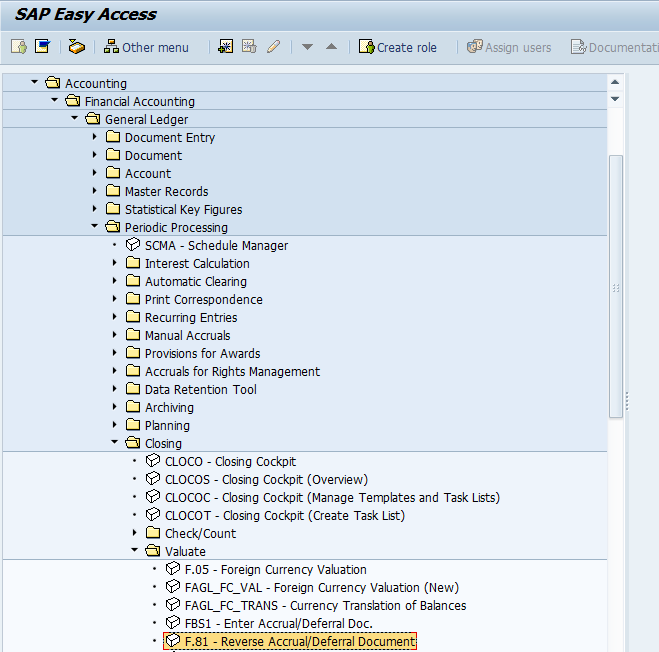 SAP Easy Access
Other menu Create role Assign users Documentati
Accounting
Financial Accounting
General Ledger
Document Entry
Document
Account
Master Records
Statistical Key Figures
Periodic Processing
SCMA - Schedule Manager
Interest Calculation
Automatic Clearing
Print Correspondence
Recurring Entries
Manual Accruals
Provisions for Awards
Accruals for Rights Management
Data Retention Tool
Archiving
Planning
Closing
CLOCO - Closing Cockpit
CLOCOS - Closing Cockpit (Overview)
CLOCOC - Closing Cockpit (Manage Templates and Task Lists)
CLOCOT - Closing Cockpit (Create Task List)
Check/Count
Valuate
F.05 - Foreign Currency Valuation
FAGL_FC_VAL - Foreign Currency Valuation (New)
FAGL_FC_TRANS - Currency Translation of Balances
FBS1 - Enter Accrual/Deferral Doc.
F.81 - Reverse Accrual/Deferral Document